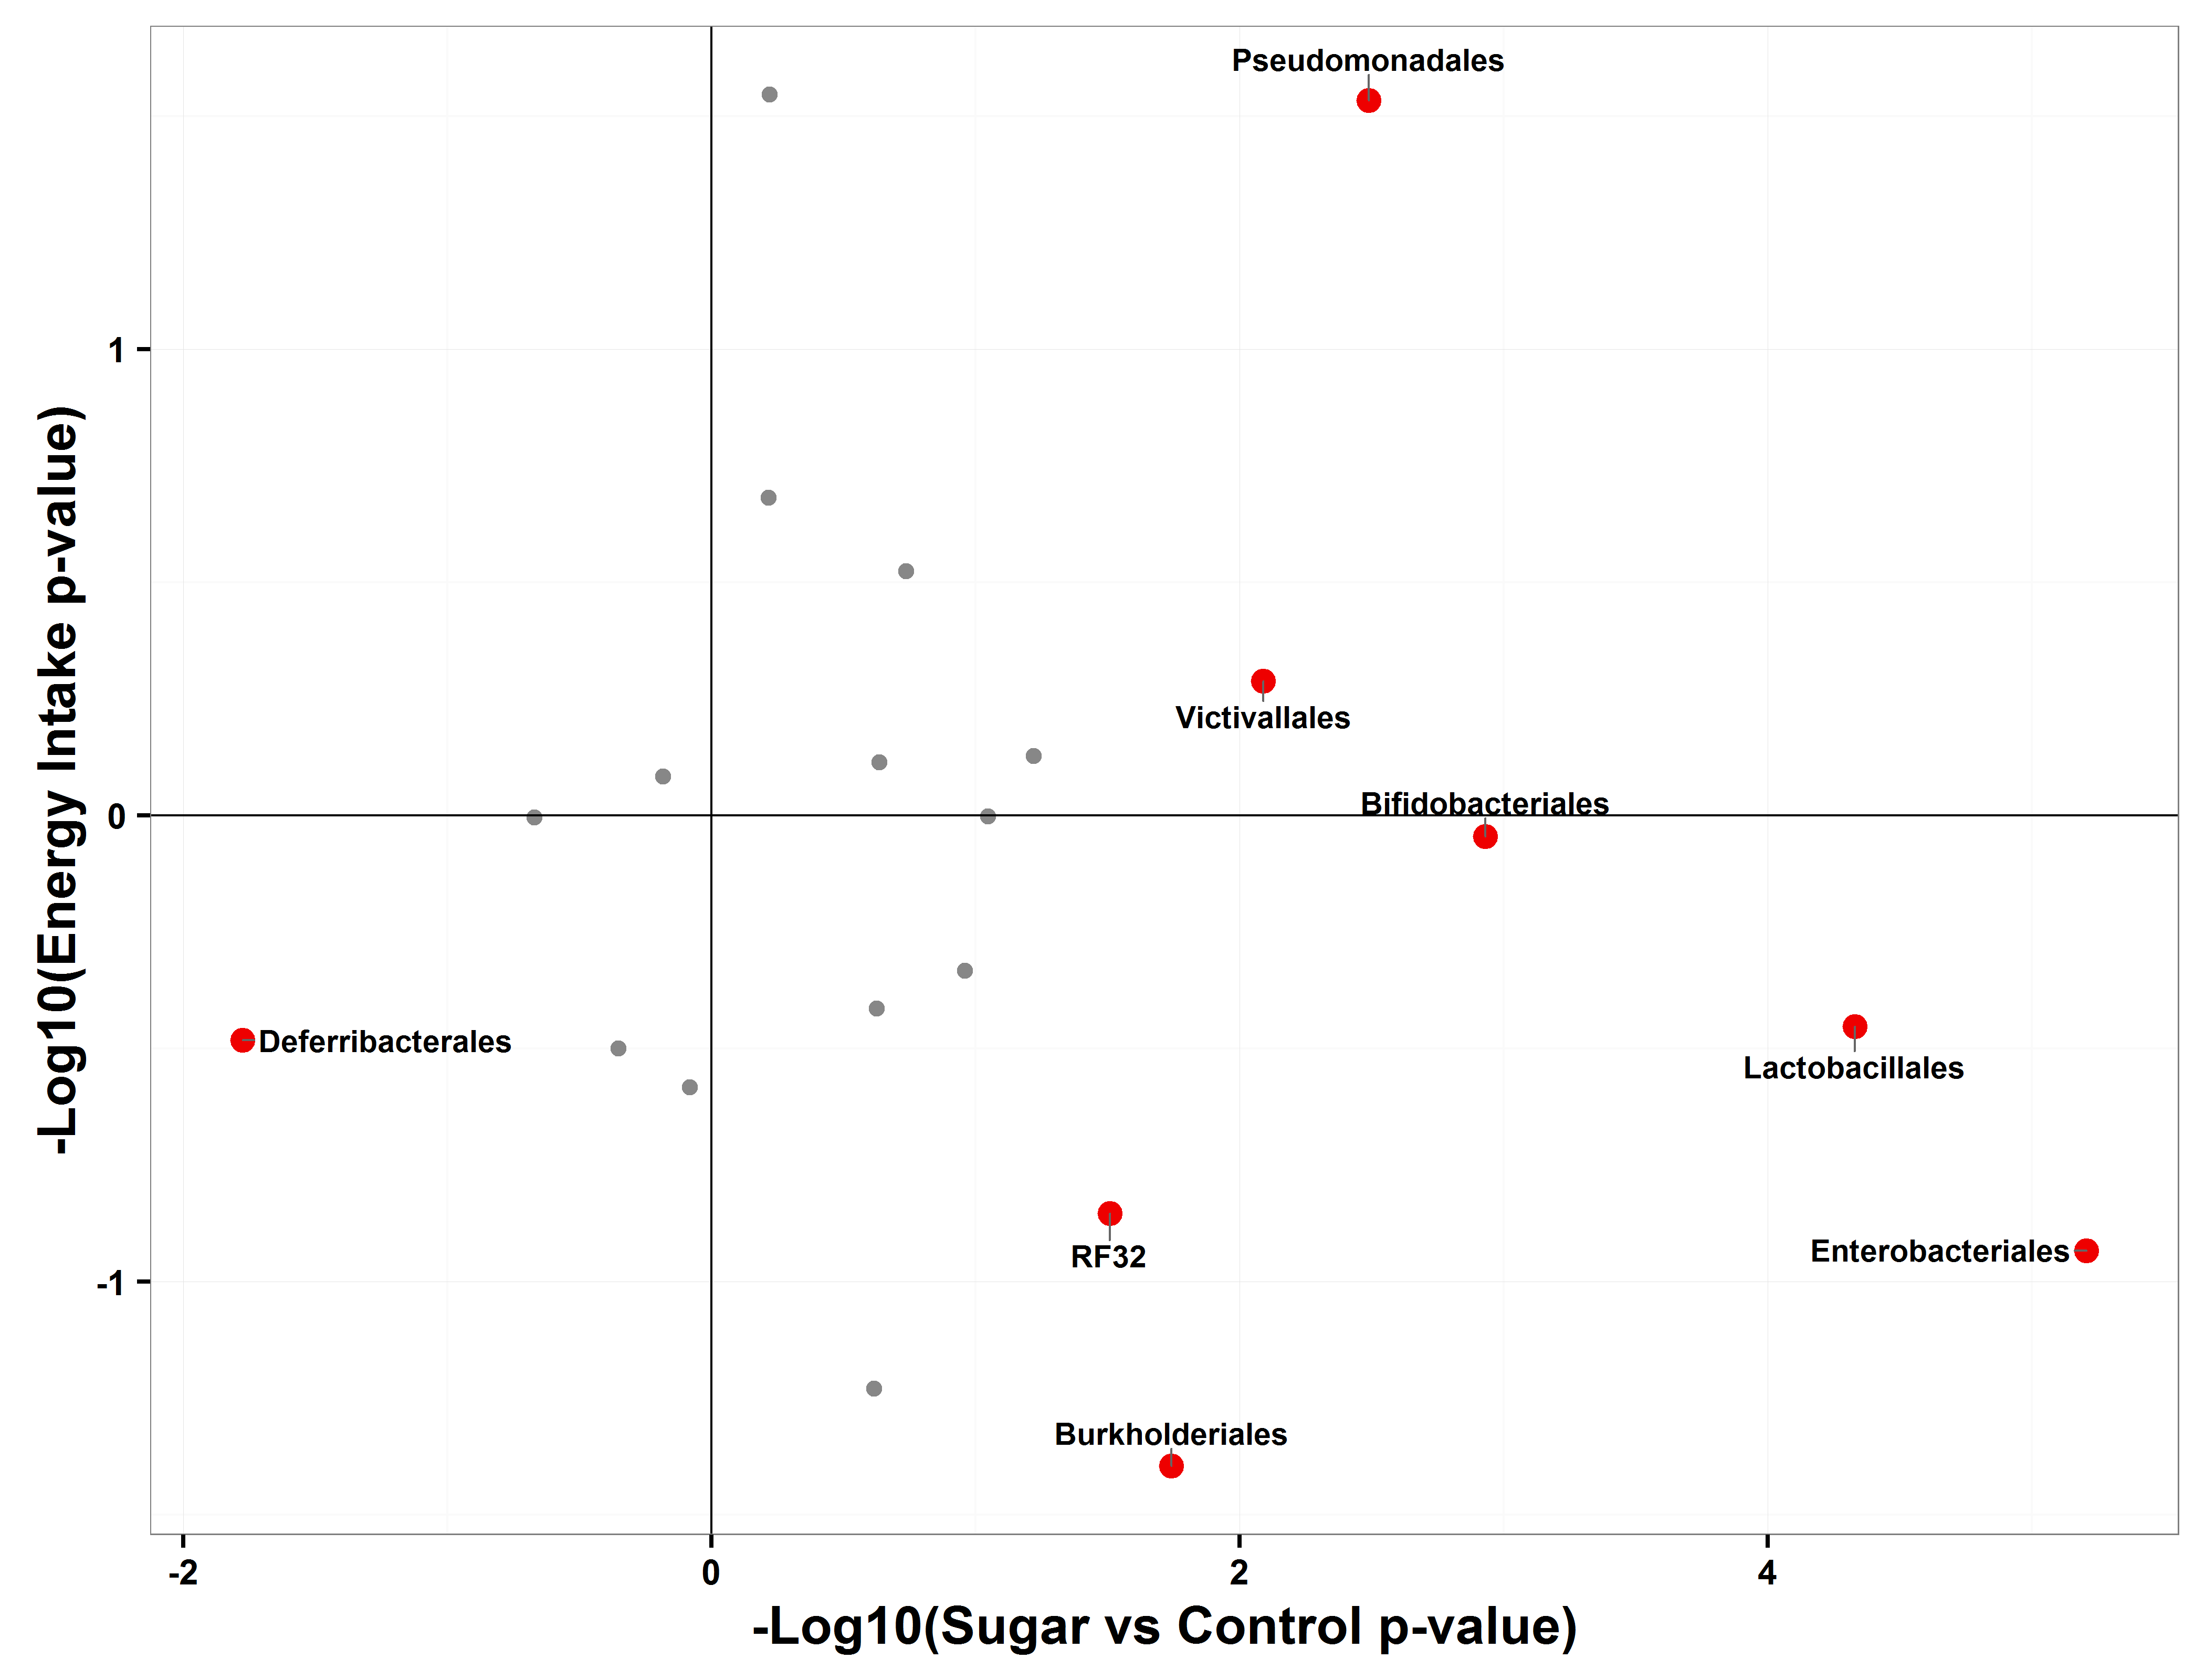 Pseudomonadales
1
Victivallales
Bifidobacteriales
0
Deferribacterales
Lactobacillales
RF32
Enterobacteriales
-1
Burkholderiales
-2
0
2
4
-Log10(Sugar vs Control p-value)
-Log10(Energy Intake p-value)